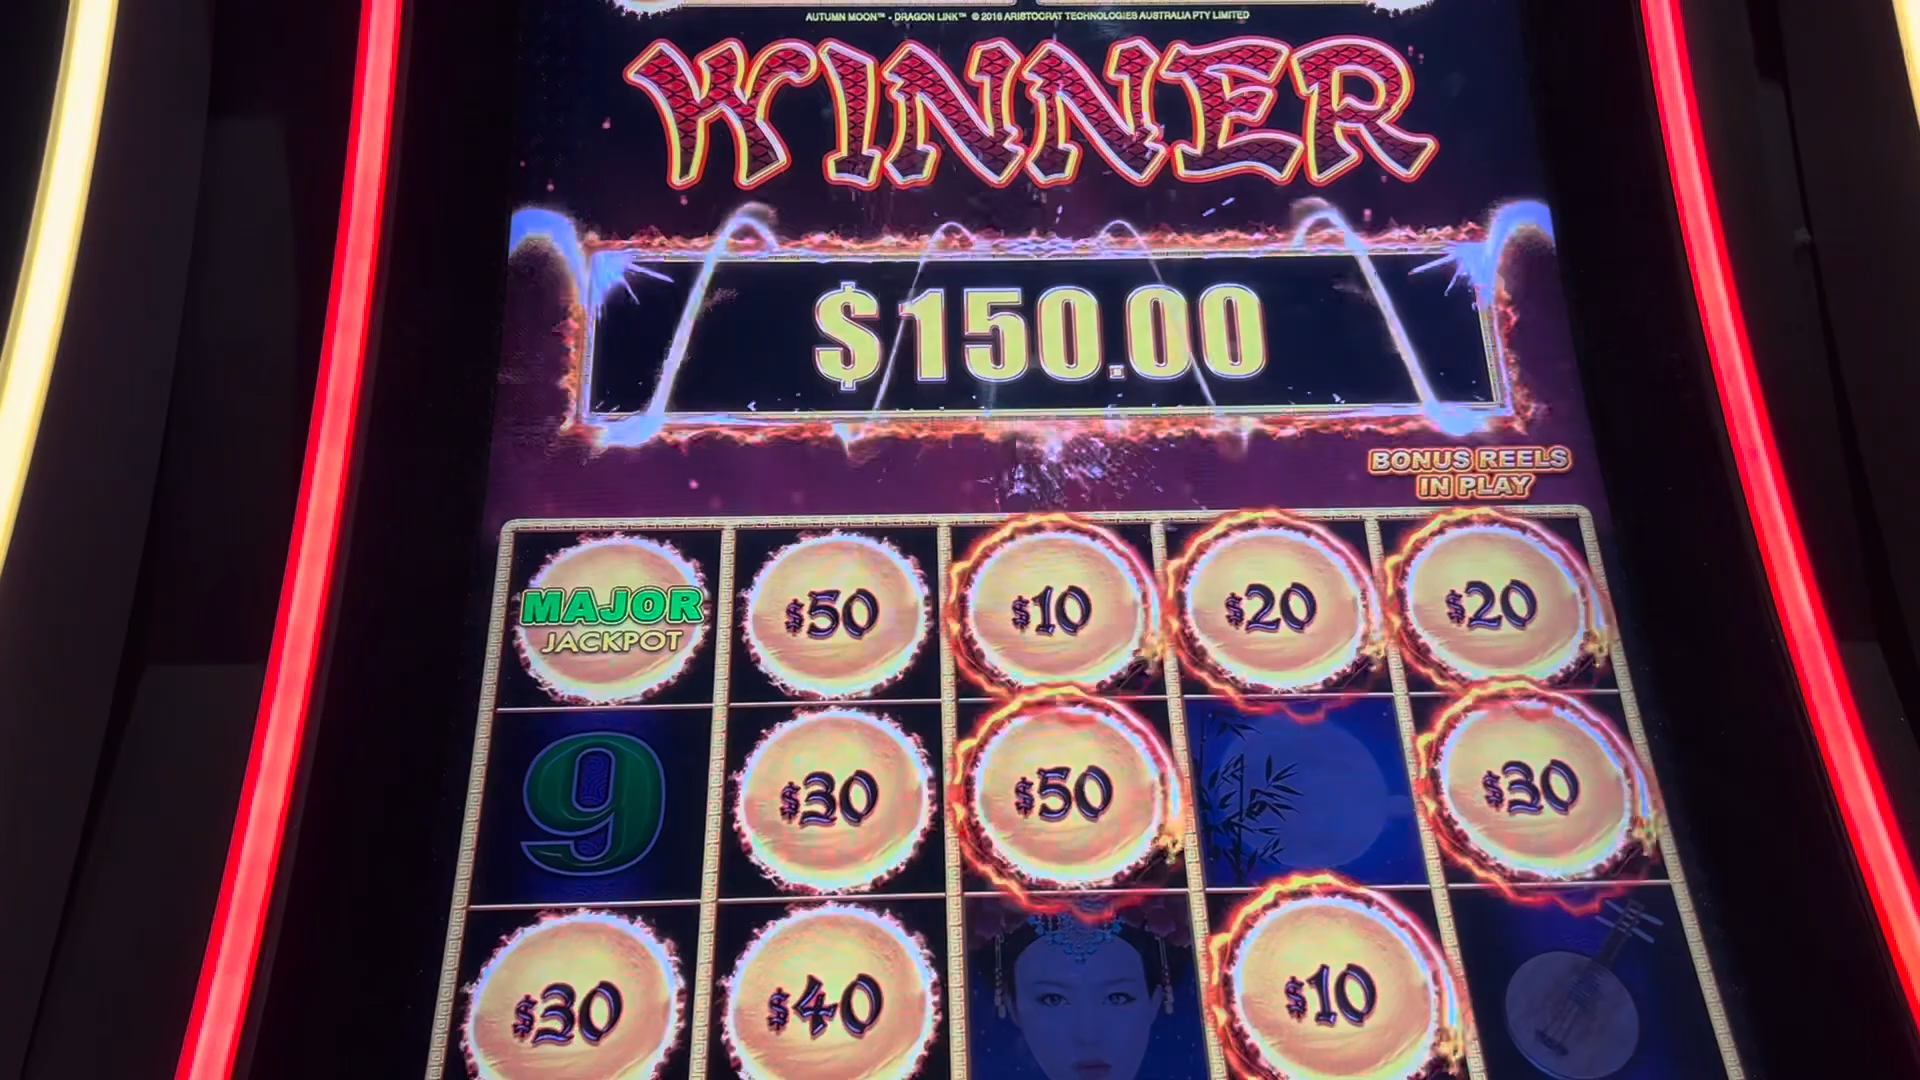 AUTUMN MOON™ - DRAGON LINK™ © 2016 ARISTOCRAT TECHNOLOGIES AUSTRALIA PTY LIMITED
WINNER
$150.00
BONUS REELS
IN PLAY
MAJOR
JACKPOT
$50
$10
$20
$20
9
$30
$50
$30
$30
$40
$10